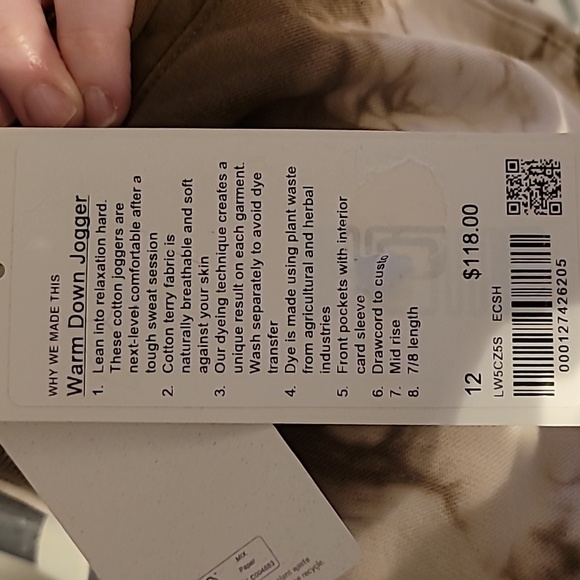 WHY WE MADE THIS
Warm Down Jogger
1. Lean into relaxation hard.
These cotton joggers are
next-level comfortable after a
tough sweat session
2. Cotton terry fabric is
naturally breathable and soft
against your skin
3. Our dyeing technique creates a
unique result on each garment.
Wash separately to avoid dye
transfer
4. Dye is made using plant waste
from agricultural and herbal
industries
5. Front pockets with interior
card sleeve
6. Drawcord to custo
7. Mid rise
8. 7/8 length
12 $118.00
LW5CZ5S ECSH
000127426205
MIX
Paper
recycle.